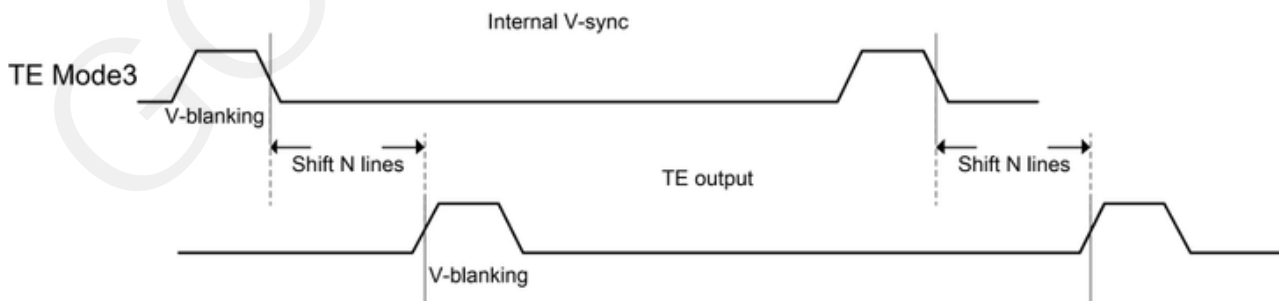 Internal V-sync
TE Mode3
V-blanking
Shift N lines
Shift N lines
TE output
V-blanking